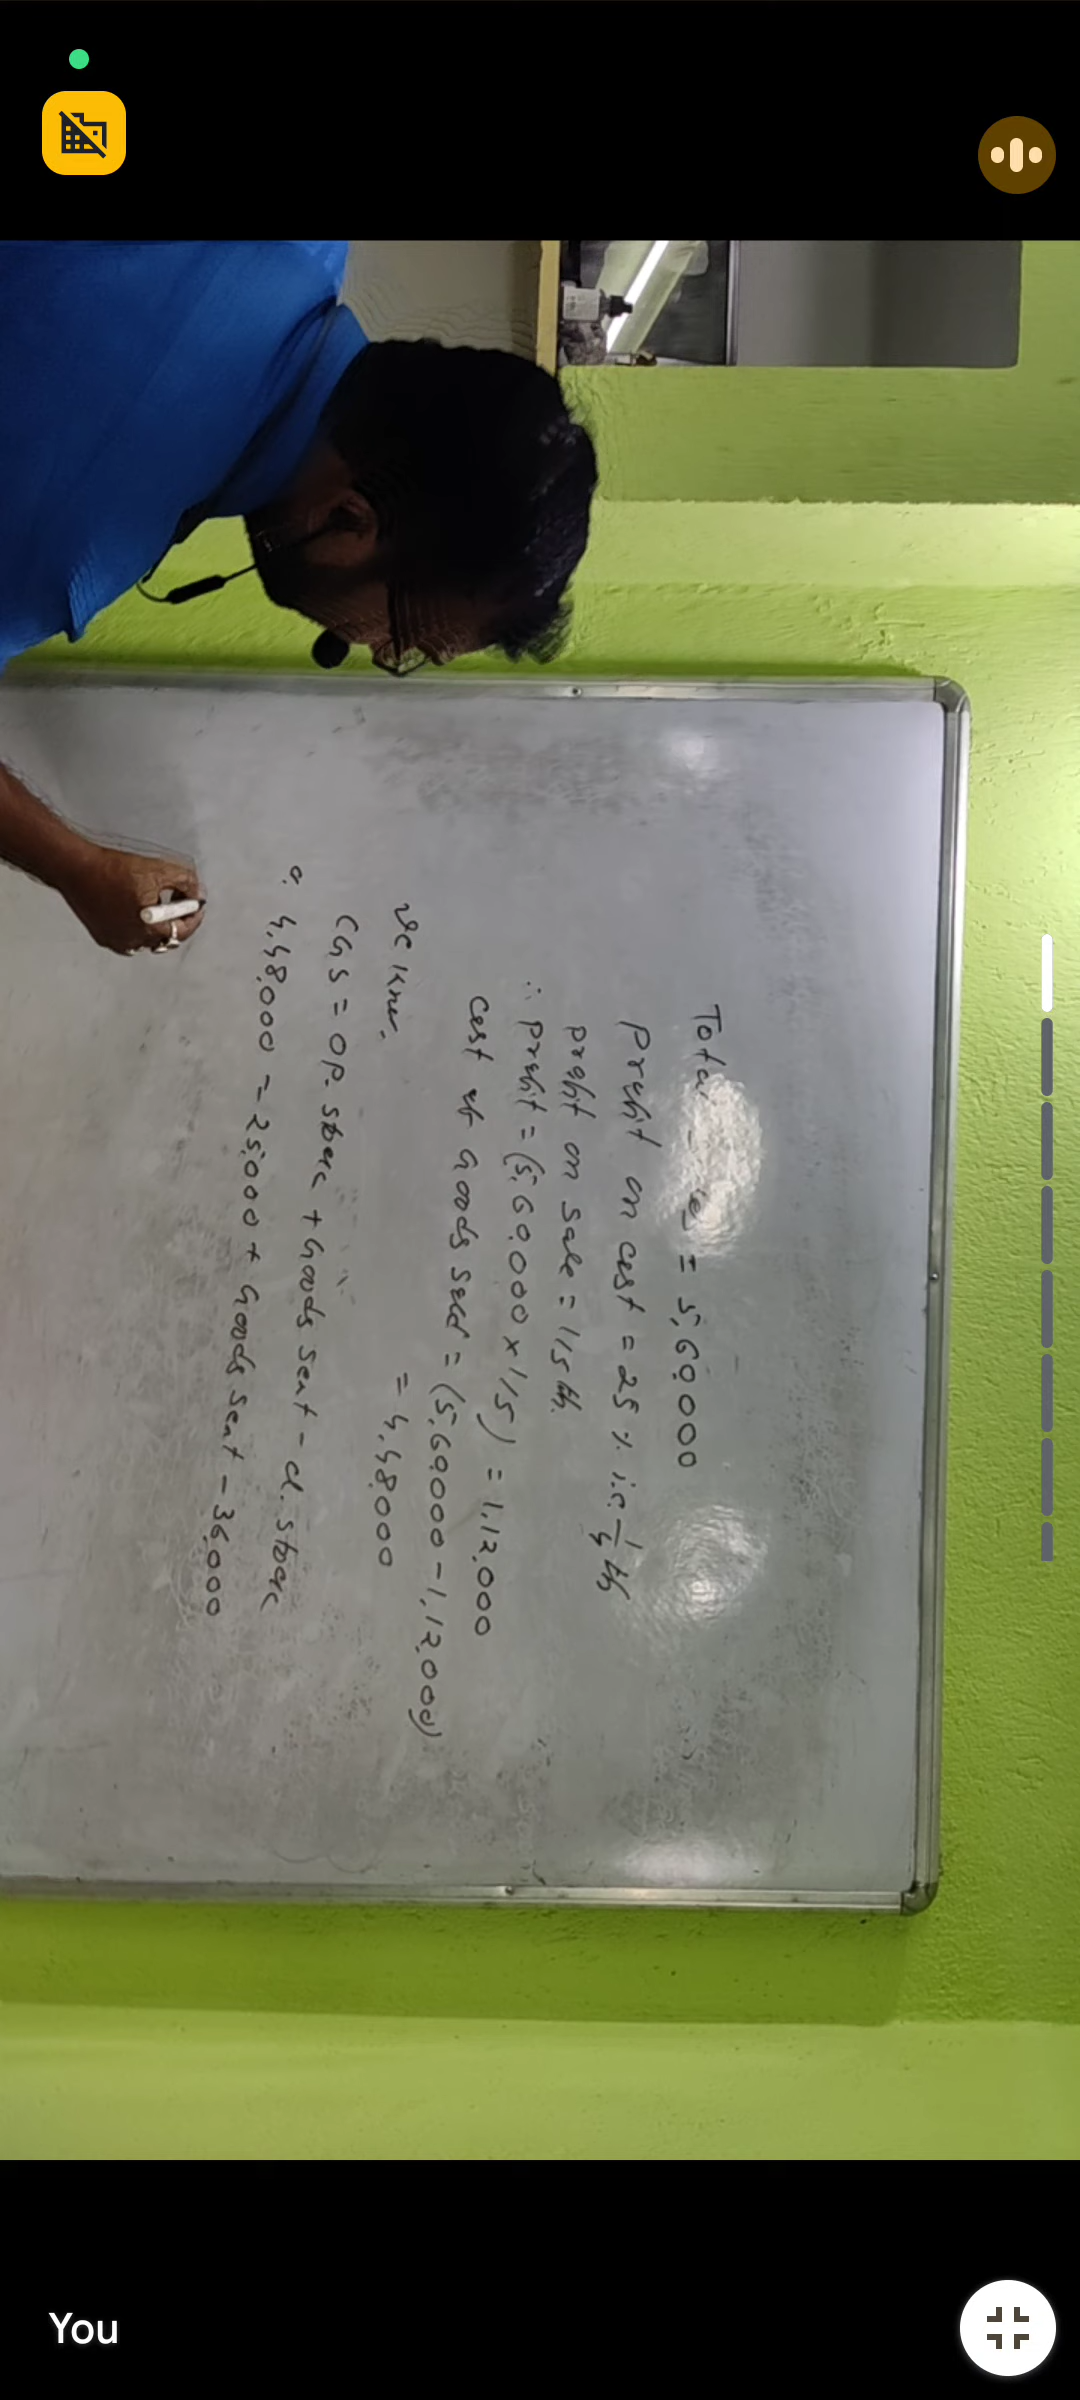 Total = 5,60,000
Profit on cost = 25% i.e. 1/4 th
Profit on sale = 1/5 th.
∴ Profit = (5,60,000 x 1/5) = 1,12,000
Cost of Goods Sold = (5,60,000 - 1,12,000)
= 4,48,000
we know,
CGS = OP. Stock + Goods Sent - cl. Stock
4,48,000 = 25,000 + Goods Sent - 36,000
You